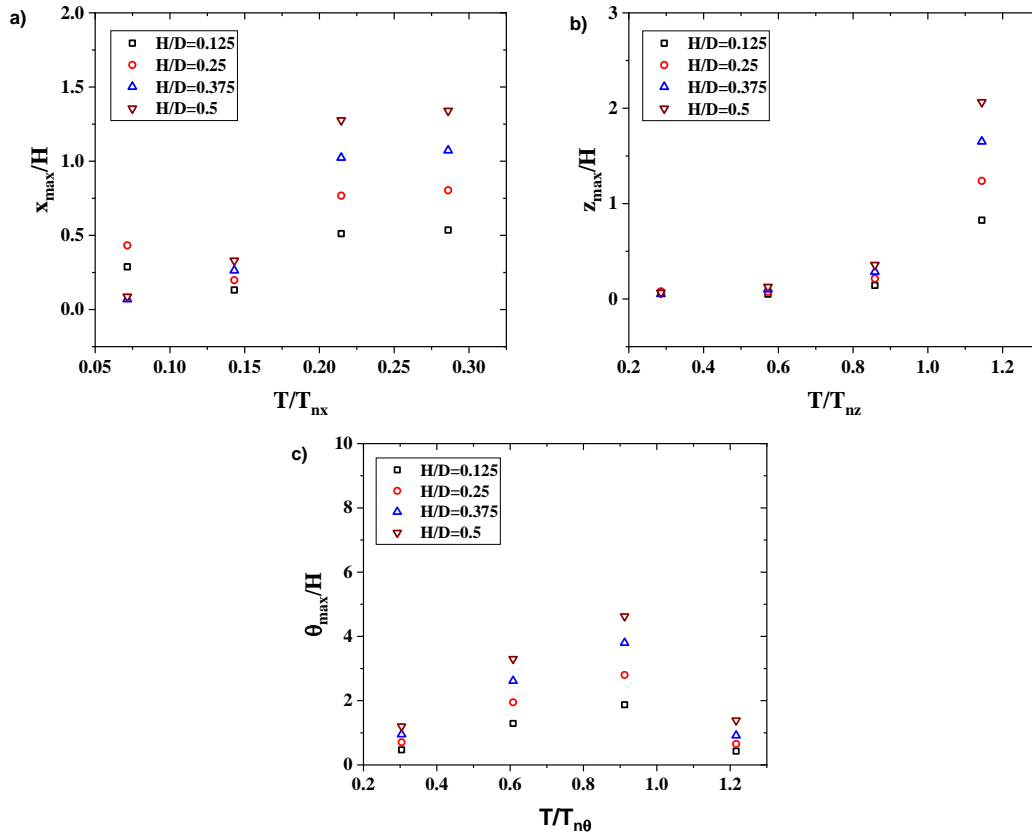 a)
H/D=0.125
H/D=0.25
H/D=0.375
H/D=0.5
2.0
1.5
1.0
0.5
0.0
x_max/H
0.05 0.10 0.15 0.20 0.25 0.30
T/T_nx
b)
H/D=0.125
H/D=0.25
H/D=0.375
H/D=0.5
3
2
1
0
z_max/H
0.2 0.4 0.6 0.8 1.0 1.2
T/T_nz
c)
H/D=0.125
H/D=0.25
H/D=0.375
H/D=0.5
10
8
6
4
2
0
θ_max/H
0.2 0.4 0.6 0.8 1.0 1.2
T/T_nθ